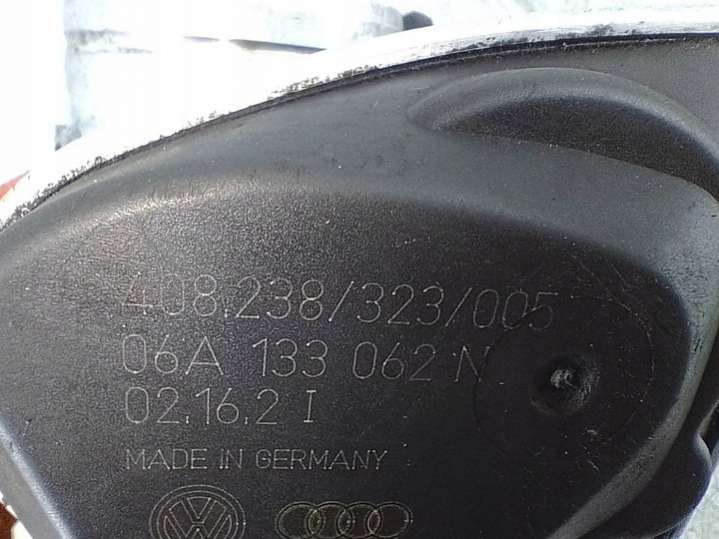 408.238/323/005
06A 133 062 N
02.16.2 I
MADE IN GERMANY
VW